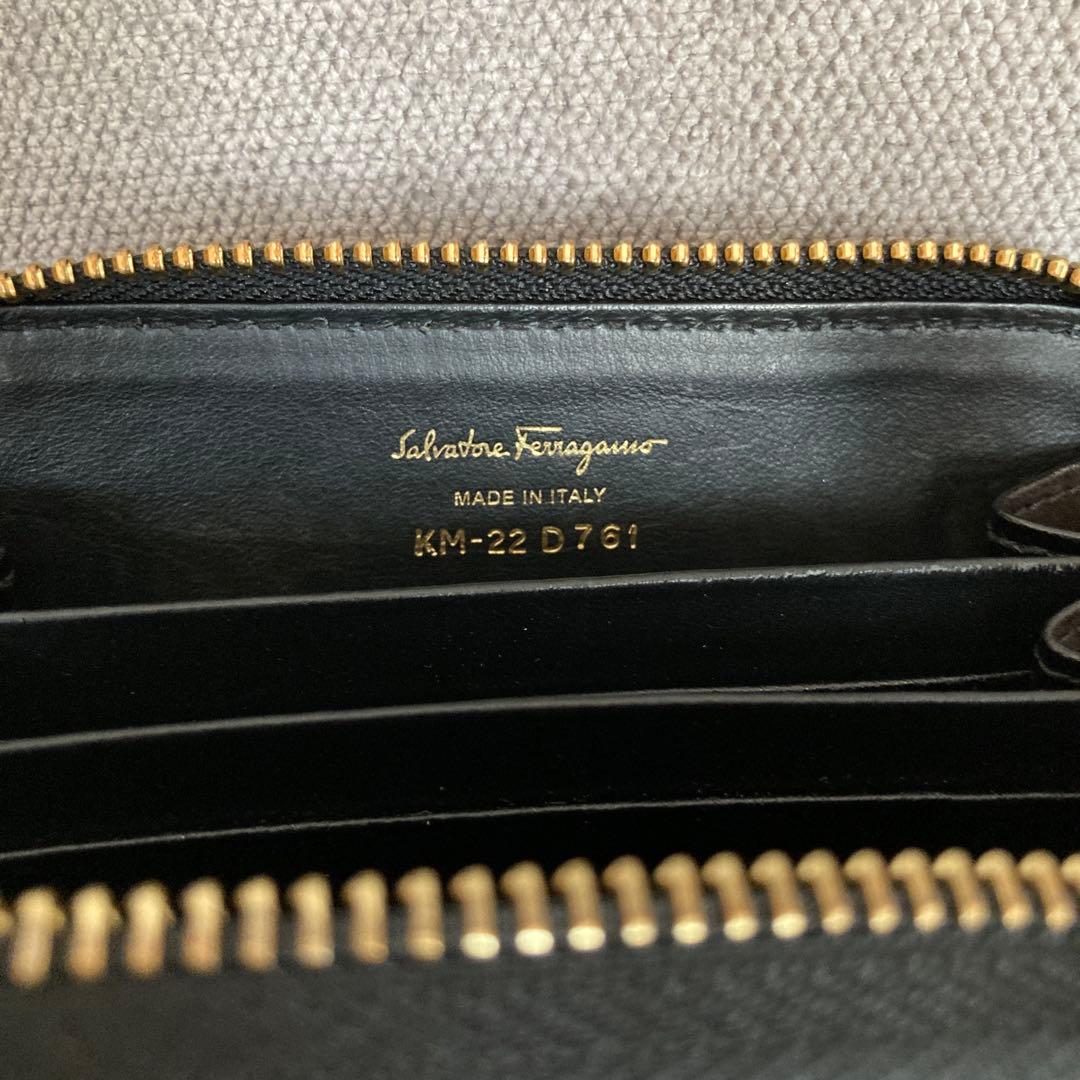 Salvatore Ferragamo
MADE IN ITALY
KM-22 D761